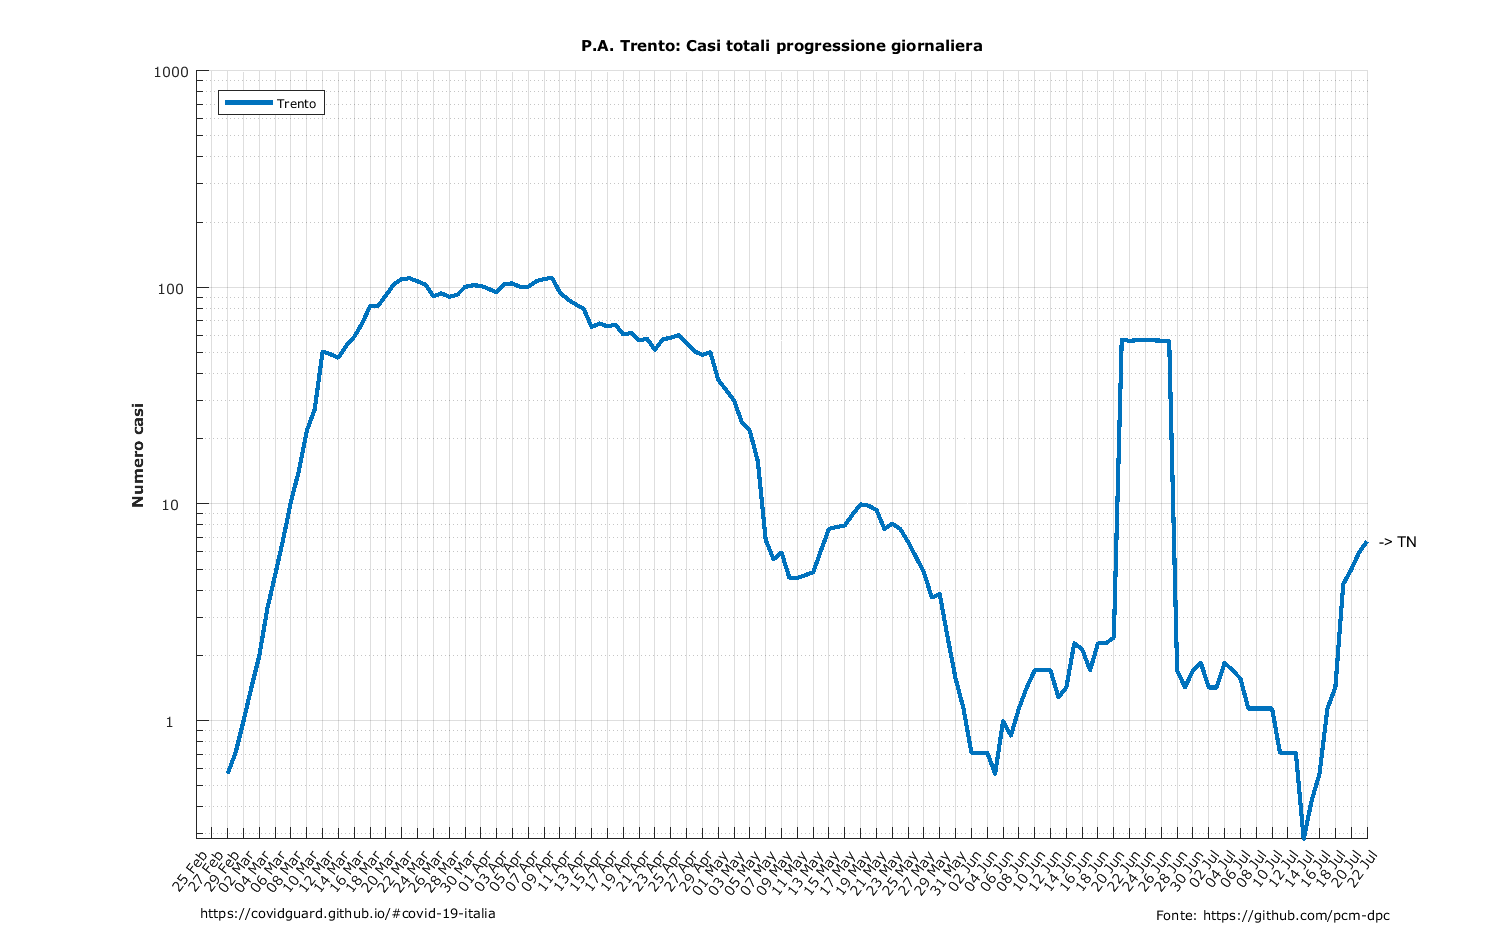 P.A. Trento: Casi totali progressione giornaliera
1000
Trento
100
Numero casi
10
-> TN
1
25 Feb
27 Feb
29 Feb
02 Mar
04 Mar
06 Mar
08 Mar
10 Mar
12 Mar
14 Mar
16 Mar
18 Mar
20 Mar
22 Mar
24 Mar
26 Mar
28 Mar
30 Mar
01 Apr
03 Apr
05 Apr
07 Apr
09 Apr
11 Apr
13 Apr
15 Apr
17 Apr
19 Apr
21 Apr
23 Apr
25 Apr
27 Apr
29 Apr
01 May
03 May
05 May
07 May
09 May
11 May
13 May
15 May
17 May
19 May
21 May
23 May
25 May
27 May
29 May
31 May
02 Jun
04 Jun
06 Jun
08 Jun
10 Jun
12 Jun
14 Jun
16 Jun
18 Jun
20 Jun
22 Jun
24 Jun
26 Jun
28 Jun
30 Jun
02 Jul
04 Jul
06 Jul
08 Jul
10 Jul
12 Jul
14 Jul
16 Jul
18 Jul
20 Jul
22 Jul
https://covidguard.github.io/#covid-19-italia
Fonte: https://github.com/pcm-dpc